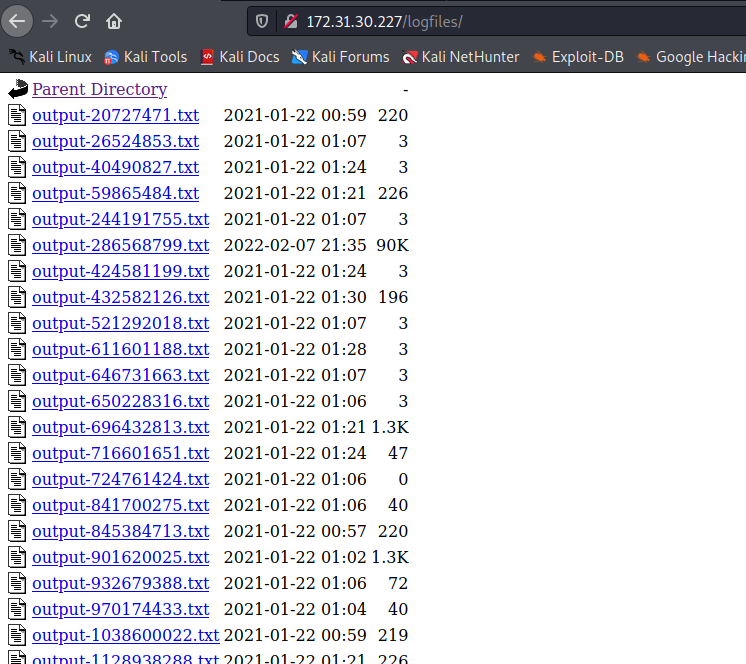 172.31.30.227/logfiles/
Kali Linux Kali Tools Kali Docs Kali Forums Kali NetHunter Exploit-DB Google Hackin
Parent Directory -
output-20727471.txt 2021-01-22 00:59 220
output-26524853.txt 2021-01-22 01:07 3
output-40490827.txt 2021-01-22 01:24 3
output-59865484.txt 2021-01-22 01:21 226
output-244191755.txt 2021-01-22 01:07 3
output-286568799.txt 2022-02-07 21:35 90K
output-424581199.txt 2021-01-22 01:24 3
output-432582126.txt 2021-01-22 01:30 196
output-521292018.txt 2021-01-22 01:07 3
output-611601188.txt 2021-01-22 01:28 3
output-646731663.txt 2021-01-22 01:07 3
output-650228316.txt 2021-01-22 01:06 3
output-696432813.txt 2021-01-22 01:21 1.3K
output-716601651.txt 2021-01-22 01:24 47
output-724761424.txt 2021-01-22 01:06 0
output-841700275.txt 2021-01-22 01:06 40
output-845384713.txt 2021-01-22 00:57 220
output-901620025.txt 2021-01-22 01:02 1.3K
output-932679388.txt 2021-01-22 01:06 72
output-970174433.txt 2021-01-22 01:04 40
output-1038600022.txt 2021-01-22 00:59 219
output-1128938288.txt 2021-01-22 01:21 226